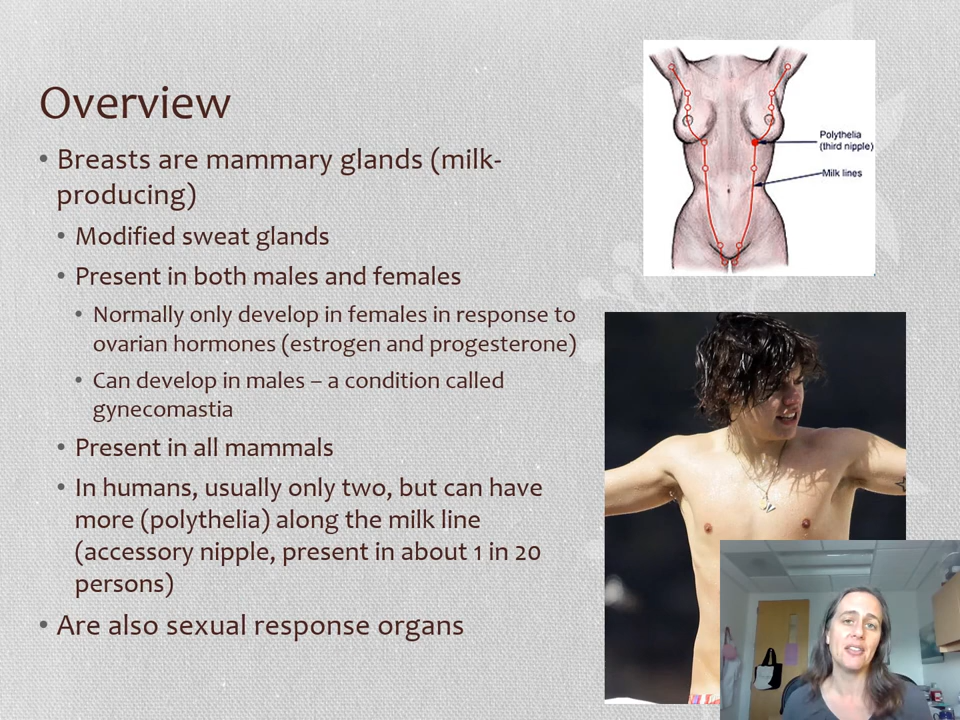 Overview
• Breasts are mammary glands (milk-
producing)
• Modified sweat glands
• Present in both males and females
• Normally only develop in females in response to
ovarian hormones (estrogen and progesterone)
• Can develop in males – a condition called
gynecomastia
• Present in all mammals
• In humans, usually only two, but can have
more (polythelia) along the milk line
(accessory nipple, present in about 1 in 20
persons)
• Are also sexual response organs
Polythelia
(third nipple)
Milk lines